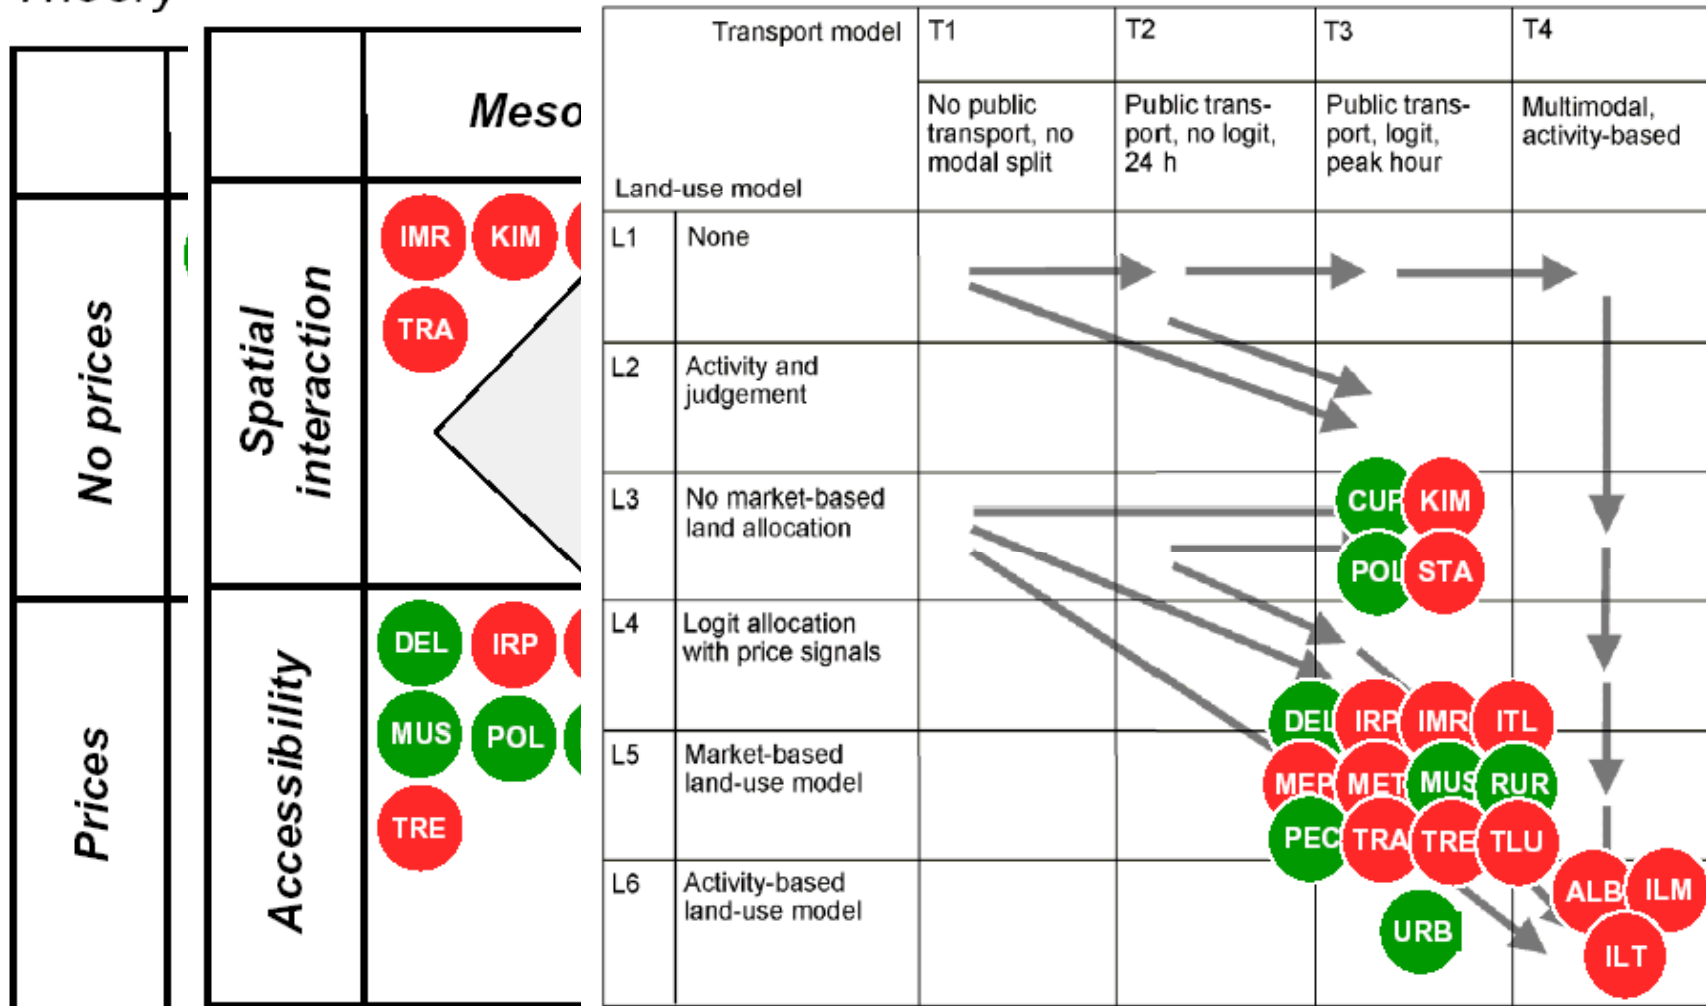 No prices
Prices
Meso
Spatial
interaction
IMR KIM
TRA
Accessibility
DEL IRP
MUS POL
TRE
Transport model
Land-use model
T1
T2
T3
T4
No public
transport, no
modal split
Public trans-
port, no logit,
24 h
Public trans-
port, logit,
peak hour
Multimodal,
activity-based
L1 None
L2 Activity and
judgement
L3 No market-based
land allocation
CUF KIM
POL STA
L4 Logit allocation
with price signals
DEL IRP IMR ITL
L5 Market-based
land-use model
MEP MET MUS RUR
PEC TRA TRE TLU
L6 Activity-based
land-use model
ALB ILM
URB
ILT